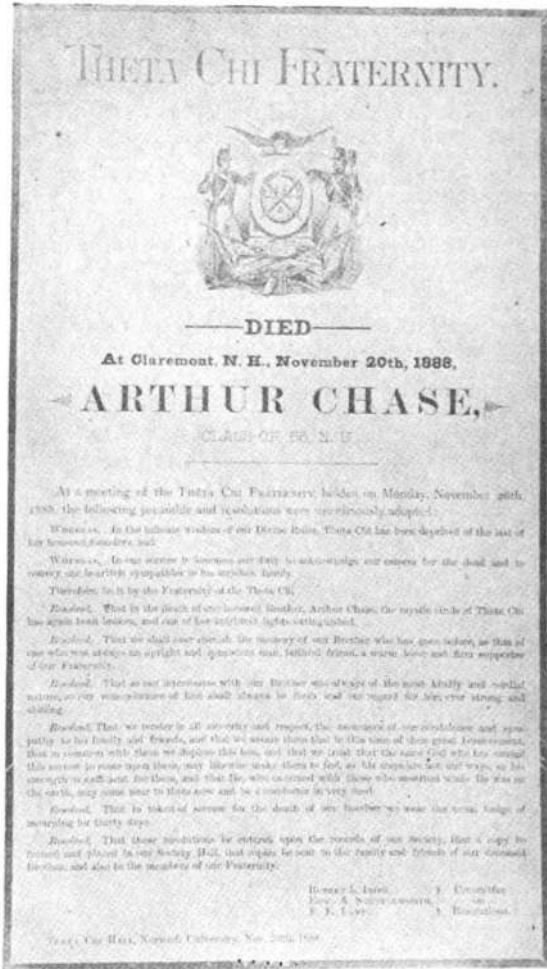 THETA CHI FRATERNITY.
DIED
At Claremont, N. H., November 20th, 1888,
ARTHUR CHASE,
CLASS OF 56, N. U.
At a meeting of the THETA CHI FRATERNITY, holden on Monday, November 26th,
1888, the following preamble and resolutions were unanimously adopted:
WHEREAS, In the infinite wisdom of our Divine Ruler, Theta Chi has been deprived of the last of
her honored founders, and
WHEREAS, In our sorrow it becomes our duty to acknowledge our esteem for the dead and to
convey our heartfelt sympathies to his stricken family.
Therefore, be it by the Fraternity of the Theta Chi,
Resolved, That in the death of our honored Brother, Arthur Chase, the mystic circle of Theta Chi
has again been broken, and one of her brightest lights extinguished.
Resolved, That we shall ever cherish the memory of our Brother who has gone before, as that of
one who was always an upright and man, faithful friend, a warm lover and firm supporter
of our Fraternity.
Resolved, That as our intercourse with our Brother was always of the most kindly and cordial
nature, so our remembrance of him shall always be fresh and our regard for him ever strong and
abiding.
Resolved, That we tender in all sincerity and respect, the assurance of our condolence and sym-
pathy to his family and friends, and that we assure them that in this time of their great bereavement,
that in common with them we deplore this loss, and that we trust that the same God who has caused
this sorrow to come upon them, may likewise make them to feel, as His ways are not our ways, so his
strength is sufficient for them, and that He, who sorrowed with those who sorrowed while He was on
the earth, may come near to them now and be a comforter in very deed.
Resolved, That in token of sorrow for the death of our brother we wear the usual badge of
mourning for thirty days.
Resolved, That these resolutions be entered upon the records of our Society, that a copy be
framed and placed in our Society Hall, that copies be sent to the family and friends of our deceased
Brother, and also to the members of our Fraternity.
Committee
on
Resolutions.
THETA CHI HALL, Norwich University, Nov. 26th, 1888.